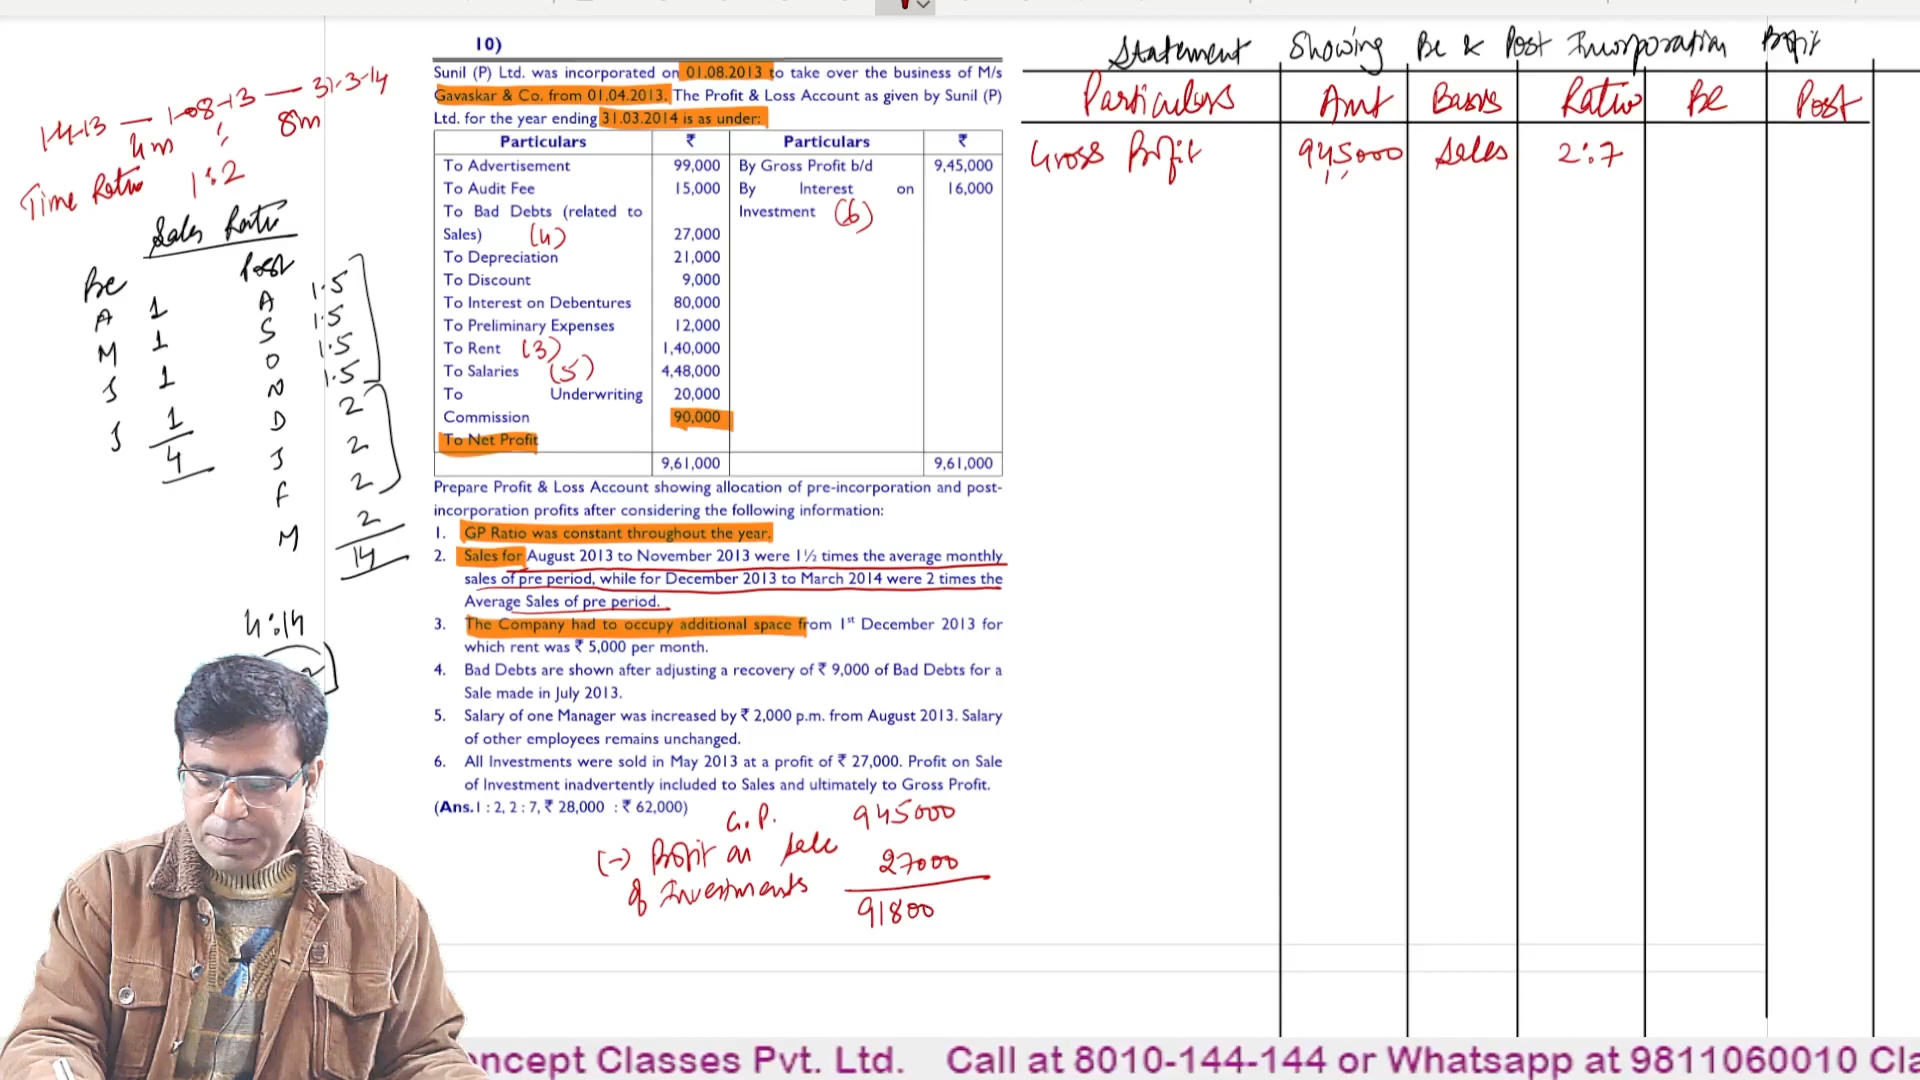 10)
Sunil (P) Ltd. was incorporated on 01.08.2013 to take over the business of M/s
Gavaskar & Co. from 01.04.2013. The Profit & Loss Account as given by Sunil (P)
Ltd. for the year ending 31.03.2014 is as under:
Particulars ₹ Particulars ₹
To Advertisement 99,000 By Gross Profit b/d 9,45,000
To Audit Fee 15,000 By Interest on 16,000
To Bad Debts (related to Investment (6)
Sales) (4) 27,000
To Depreciation 21,000
To Discount 9,000
To Interest on Debentures 80,000
To Preliminary Expenses 12,000
To Rent (3) 1,40,000
To Salaries (5) 4,48,000
To Underwriting 20,000
Commission 90,000
To Net Profit
9,61,000 9,61,000
Prepare Profit & Loss Account showing allocation of pre-incorporation and post-
incorporation profits after considering the following information:
1. GP Ratio was constant throughout the year.
2. Sales for August 2013 to November 2013 were 1½ times the average monthly
sales of pre period, while for December 2013 to March 2014 were 2 times the
Average Sales of pre period.
3. The Company had to occupy additional space from 1st December 2013 for
which rent was ₹ 5,000 per month.
4. Bad Debts are shown after adjusting a recovery of ₹ 9,000 of Bad Debts for a
Sale made in July 2013.
5. Salary of one Manager was increased by ₹ 2,000 p.m. from August 2013. Salary
of other employees remains unchanged.
6. All Investments were sold in May 2013 at a profit of ₹ 27,000. Profit on Sale
of Investment inadvertently included to Sales and ultimately to Gross Profit.
(Ans.1 : 2, 2 : 7, ₹ 28,000 : ₹ 62,000)
G.P. 945000
(-) Profit on Sale 27000
of Investments
91800
1-4-13 — 1-08-13 — 31-3-14
4m 8m
Time Ratio 1:2
Sales Ratio
Pre Post
A 1 A 1.5
M 1 S 1.5
J 1 O 1.5
J 1 N 1.5
4 D 2
J 2
F 2
M 2
14
4:14
Statement Showing Pre & Post Incorporation Profit
Particulars Amt Basis Ratio Pre Post
Gross Profit 945000 Sales 2:7
oncept Classes Pvt. Ltd. Call at 8010-144-144 or Whatsapp at 9811060010 Cla